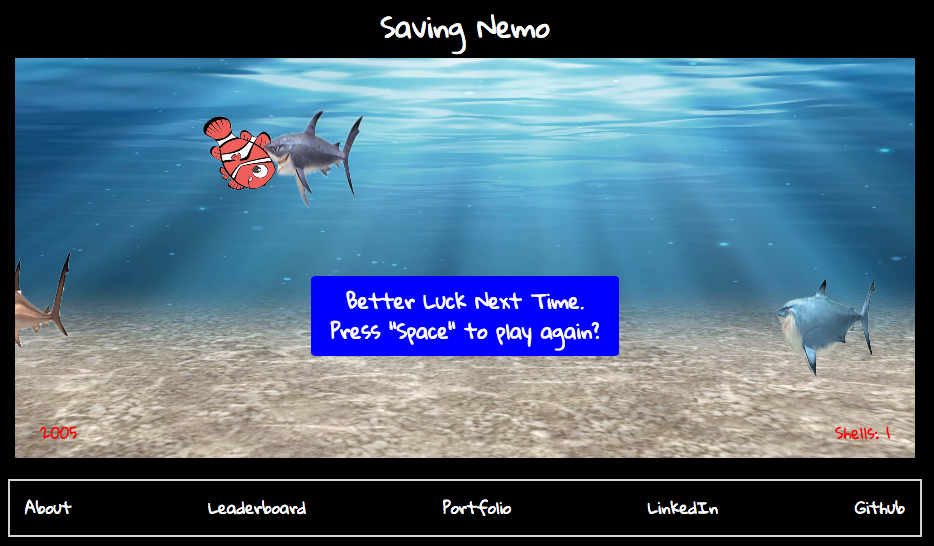 Saving Nemo
Better Luck Next Time.
Press "Space" to play again?
2005
Shells: 1
About
Leaderboard
Portfolio
LinkedIn
Github